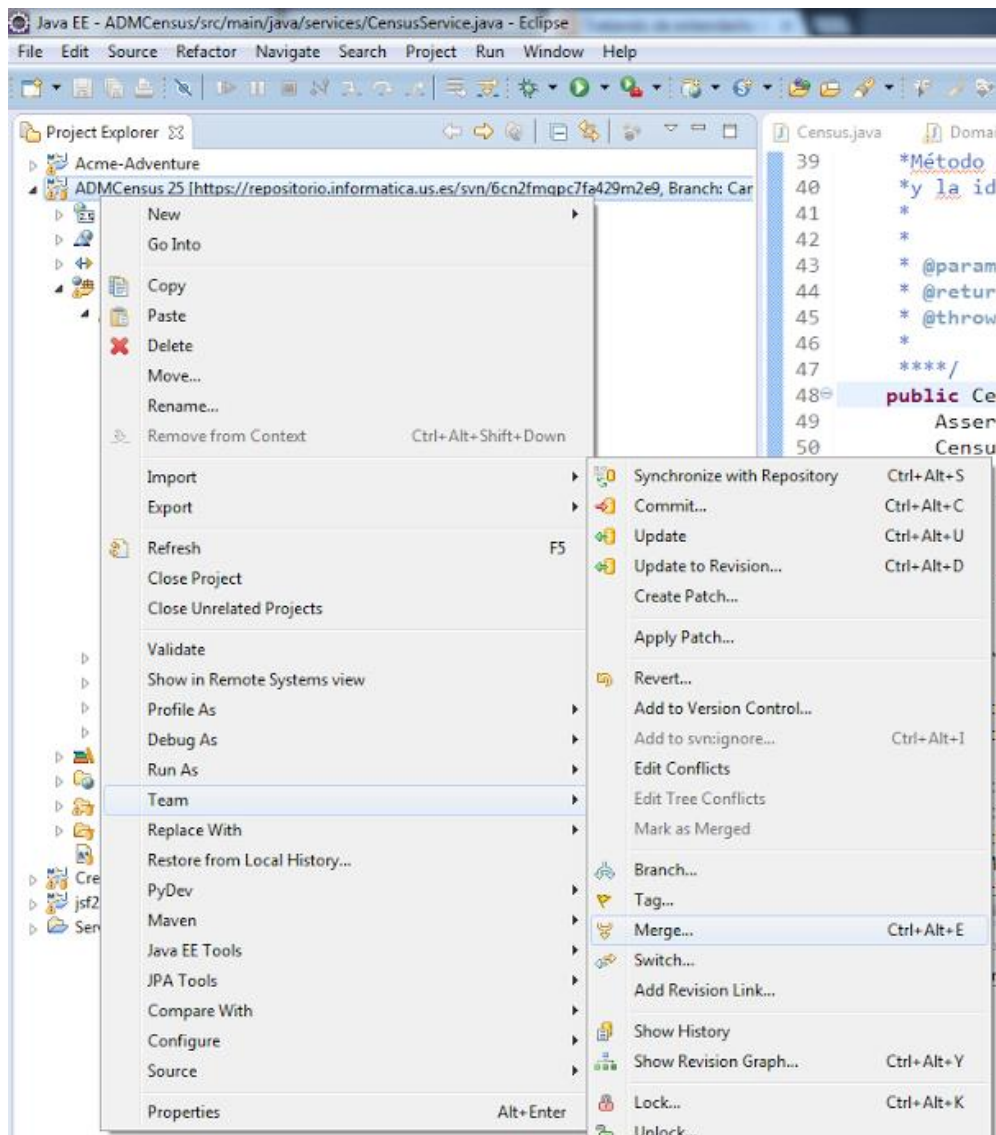 Java EE - ADMCensus/src/main/java/services/CensusService.java - Eclipse
File Edit Source Refactor Navigate Search Project Run Window Help
Project Explorer
Census.java
Domai
Acme-Adventure
ADMCensus 25 [https://repositorio.informatica.us.es/svn/6cn2fmqpc7fa429m2e9, Branch: Car
39 *Método
40 *y la id
41 *
42 *
43 * @param
44 * @retur
45 * @throw
46 *
47 ****/
48 public Ce
49 Asser
50 Censu
New
Go Into
Copy
Paste
Delete
Move...
Rename...
Remove from Context Ctrl+Alt+Shift+Down
Import
Export
Refresh F5
Close Project
Close Unrelated Projects
Validate
Show in Remote Systems view
Profile As
Debug As
Run As
Team
Replace With
Restore from Local History...
PyDev
Maven
Java EE Tools
JPA Tools
Compare With
Configure
Source
Properties Alt+Enter
Cre
jsf2
Ser
Synchronize with Repository Ctrl+Alt+S
Commit... Ctrl+Alt+C
Update Ctrl+Alt+U
Update to Revision... Ctrl+Alt+D
Create Patch...
Apply Patch...
Revert...
Add to Version Control...
Add to svn:ignore... Ctrl+Alt+I
Edit Conflicts
Edit Tree Conflicts
Mark as Merged
Branch...
Tag...
Merge... Ctrl+Alt+E
Switch...
Add Revision Link...
Show History
Show Revision Graph... Ctrl+Alt+Y
Lock... Ctrl+Alt+K
Unlock...